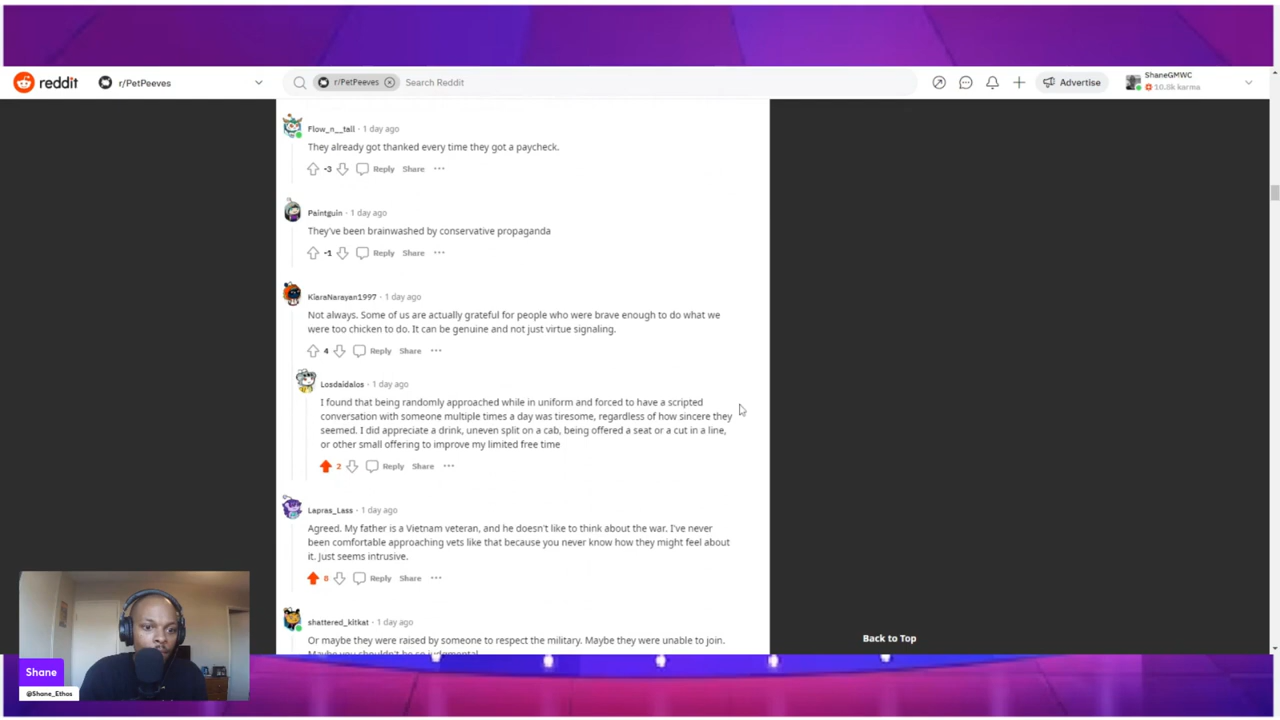 reddit
r/PetPeeves
r/PetPeeves
Search Reddit
Advertise
ShaneGMWC
10.8k karma
Flow_n__tall · 1 day ago
They already got thanked every time they got a paycheck.
-3 Reply Share ···
Paintguin · 1 day ago
They've been brainwashed by conservative propaganda
-1 Reply Share ···
KiaraNarayan1997 · 1 day ago
Not always. Some of us are actually grateful for people who were brave enough to do what we
were too chicken to do. It can be genuine and not just virtue signaling.
4 Reply Share ···
Losdaidalos · 1 day ago
I found that being randomly approached while in uniform and forced to have a scripted
conversation with someone multiple times a day was tiresome, regardless of how sincere they
seemed. I did appreciate a drink, uneven split on a cab, being offered a seat or a cut in a line,
or other small offering to improve my limited free time
2 Reply Share ···
Lapras_Lass · 1 day ago
Agreed. My father is a Vietnam veteran, and he doesn't like to think about the war. I've never
been comfortable approaching vets like that because you never know how they might feel about
it. Just seems intrusive.
8 Reply Share ···
shattered_kitkat · 1 day ago
Or maybe they were raised by someone to respect the military. Maybe they were unable to join.
Maybe you shouldn't be so judgmental.
Back to Top
Shane
@Shane_Ethos